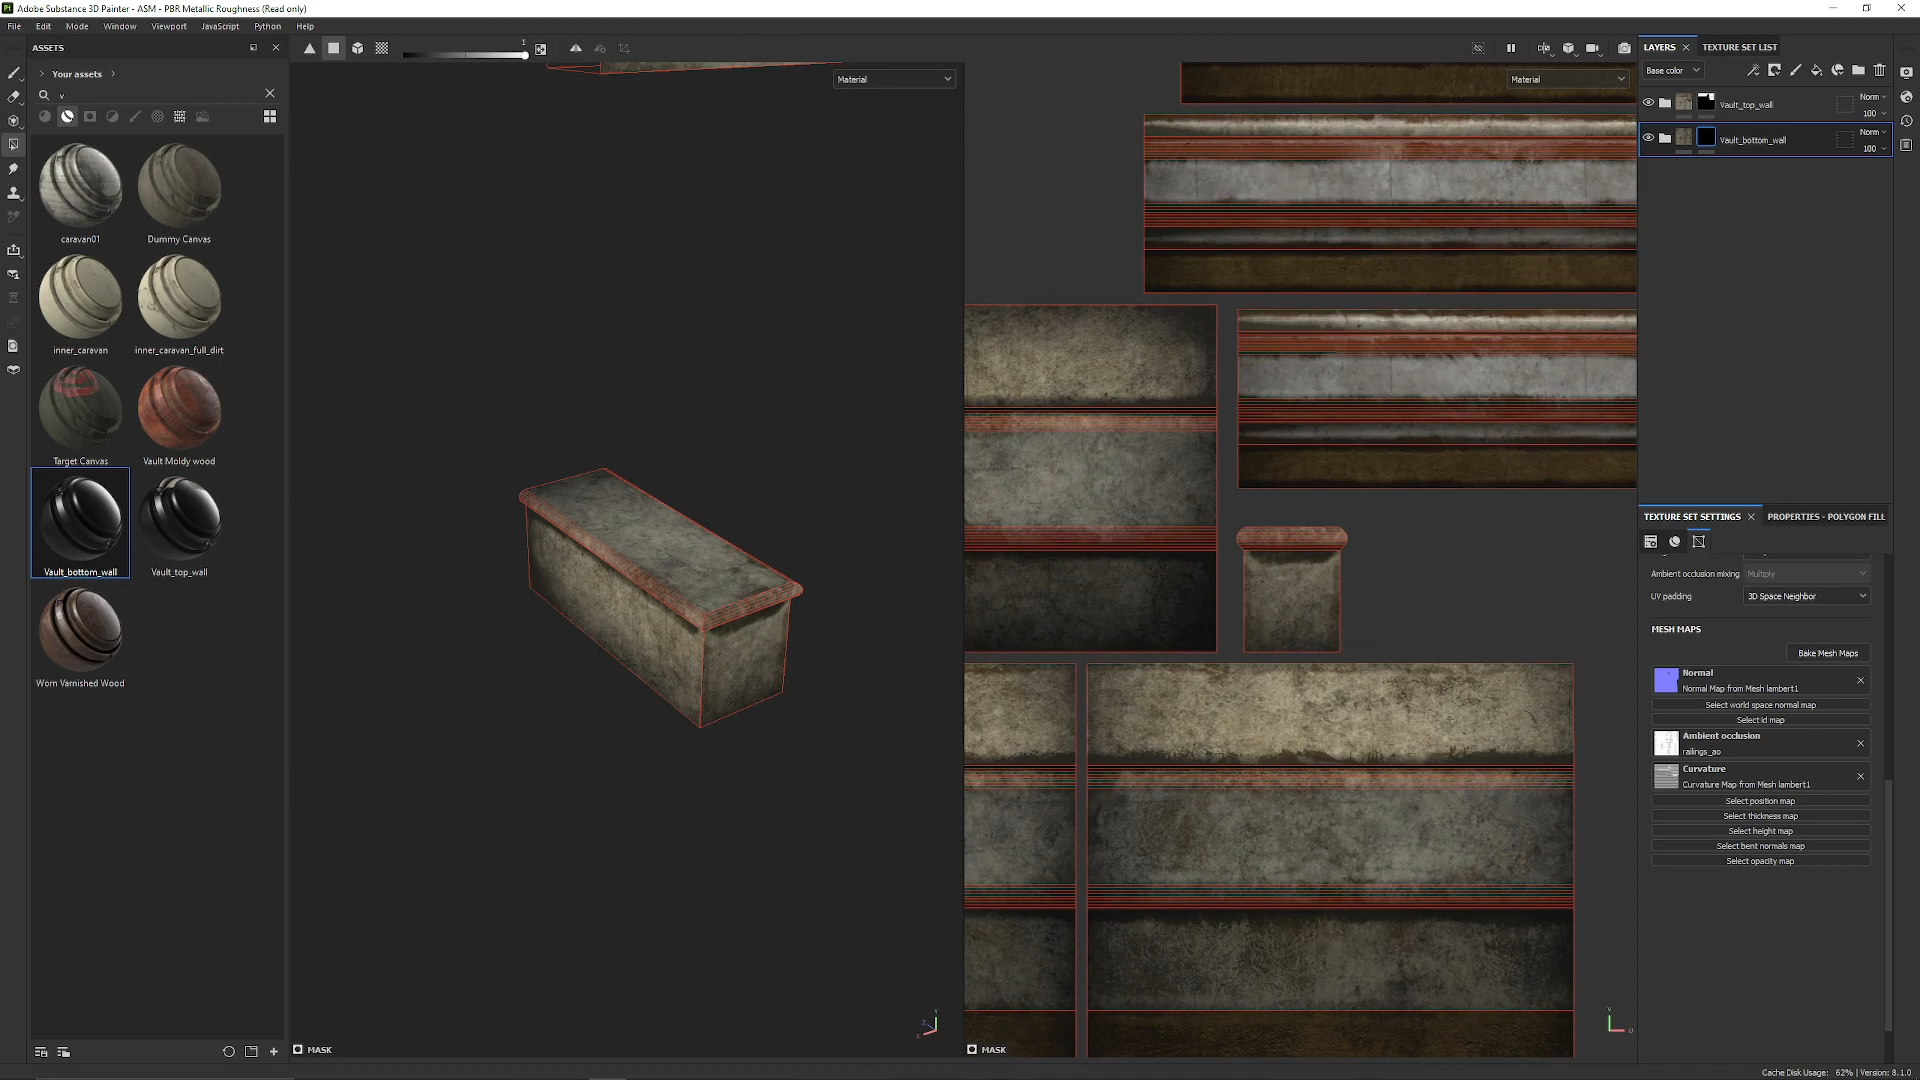 Adobe Substance 3D Painter - ASM - PBR Metallic Roughness (Read only)
File Edit Mode Window Viewport JavaScript Python Help
ASSETS
Your assets
v
caravan01
Dummy Canvas
inner_caravan
inner_caravan_full_dirt
Target Canvas
Vault Moldy wood
Vault_bottom_wall
Vault_top_wall
Worn Varnished Wood
1
Material
Material
MASK
MASK
Y
Z
X
V
U
LAYERS
TEXTURE SET LIST
Base color
Vault_top_wall
Norm
100
Vault_bottom_wall
Norm
100
TEXTURE SET SETTINGS
PROPERTIES - POLYGON FILL
Ambient occlusion mixing
Multiply
UV padding
3D Space Neighbor
MESH MAPS
Bake Mesh Maps
Normal
Normal Map from Mesh lambert1
Select world space normal map
Select id map
Ambient occlusion
railings_ao
Curvature
Curvature Map from Mesh lambert1
Select position map
Select thickness map
Select height map
Select bent normals map
Select opacity map
Cache Disk Usage: 62% | Version: 8.1.0